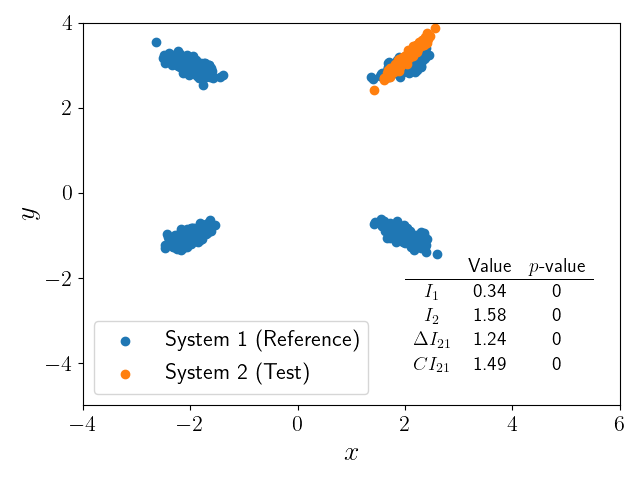 4
2
0
−2
−4
y
Value p-value
I₁ 0.34 0
I₂ 1.58 0
ΔI₂₁ 1.24 0
CI₂₁ 1.49 0
System 1 (Reference)
System 2 (Test)
−4 −2 0 2 4 6
x